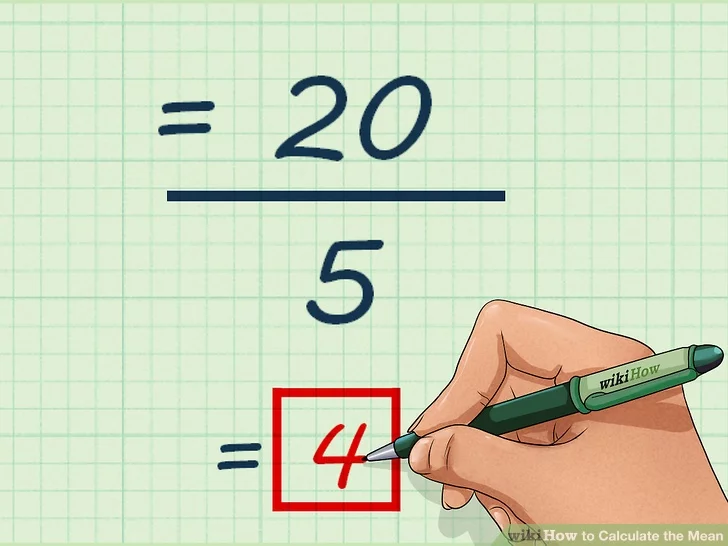 = 20
5
= 4
wikiHow
wikiHow to Calculate the Mean